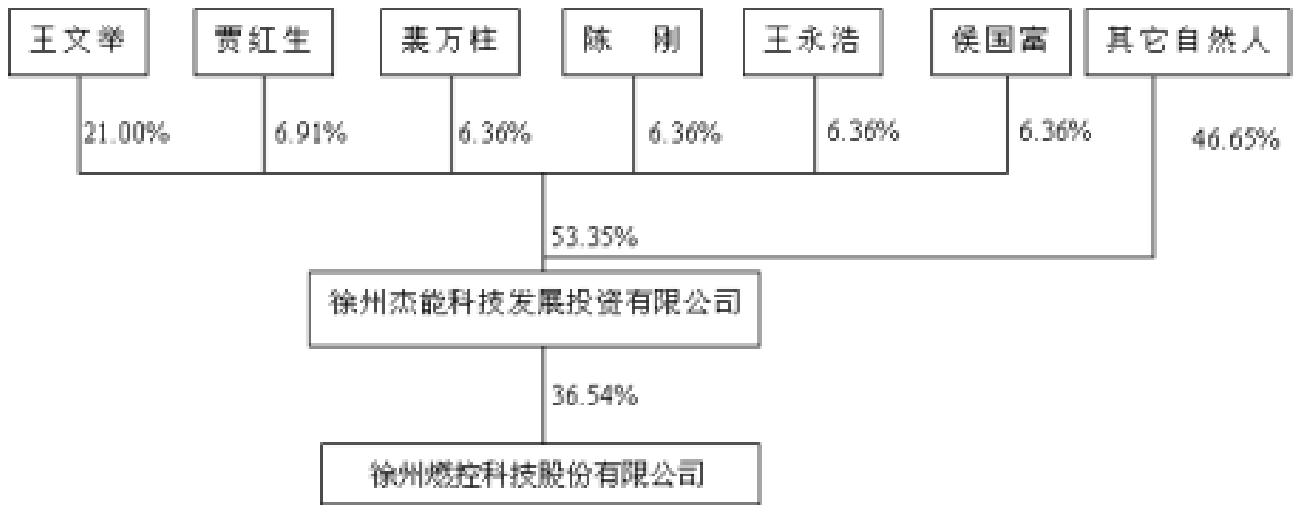 王文举 贾红生 裴万柱 陈 刚 王永浩 侯国富 其它自然人
21.00% 6.91% 6.36% 6.36% 6.36% 6.36% 46.65%
53.35%
徐州杰能科技发展投资有限公司
36.54%
徐州燃控科技股份有限公司